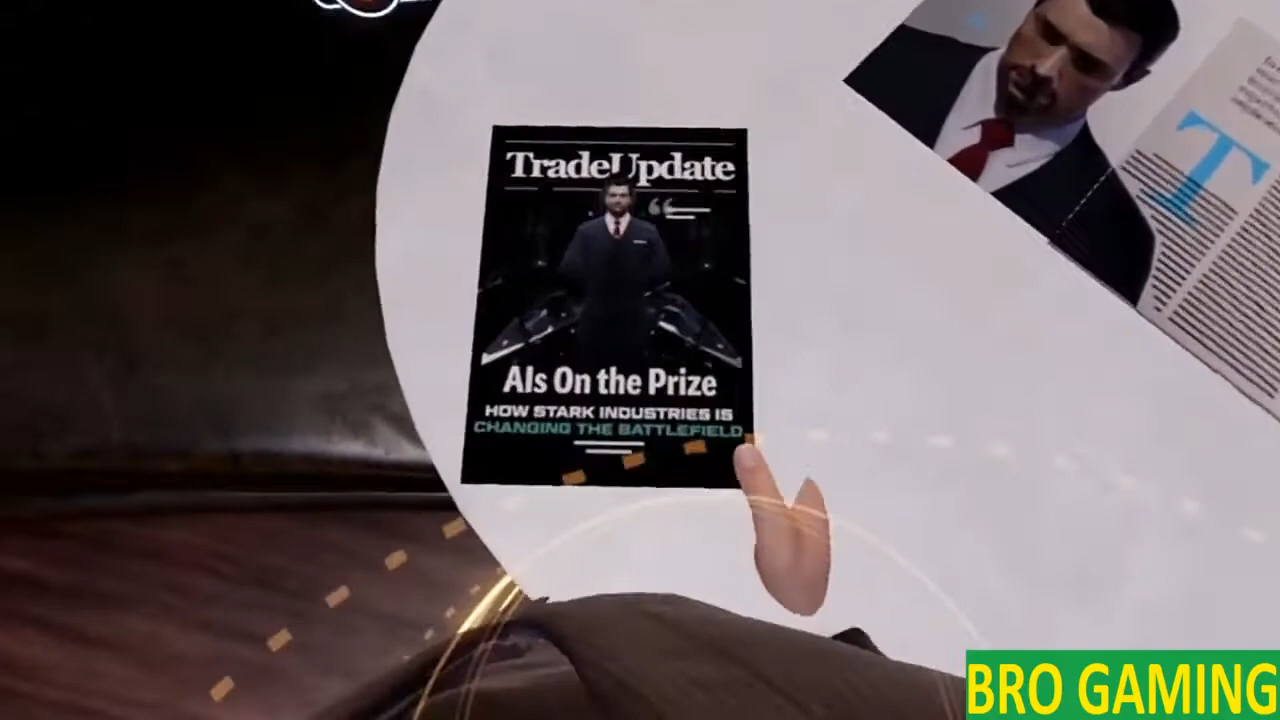 TradeUpdate
AIs On the Prize
HOW STARK INDUSTRIES IS
CHANGING THE BATTLEFIELD
T
BRO GAMING